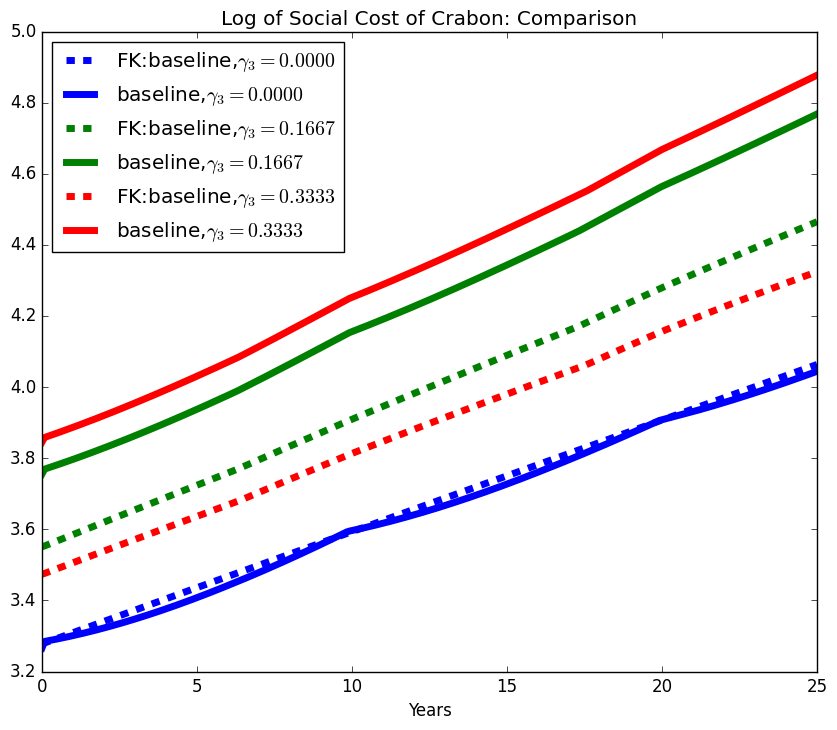 Log of Social Cost of Crabon: Comparison
5.0
4.8
4.6
4.4
4.2
4.0
3.8
3.6
3.4
3.2
FK:baseline,γ₃ = 0.0000
baseline,γ₃ = 0.0000
FK:baseline,γ₃ = 0.1667
baseline,γ₃ = 0.1667
FK:baseline,γ₃ = 0.3333
baseline,γ₃ = 0.3333
0 5 10 15 20 25
Years